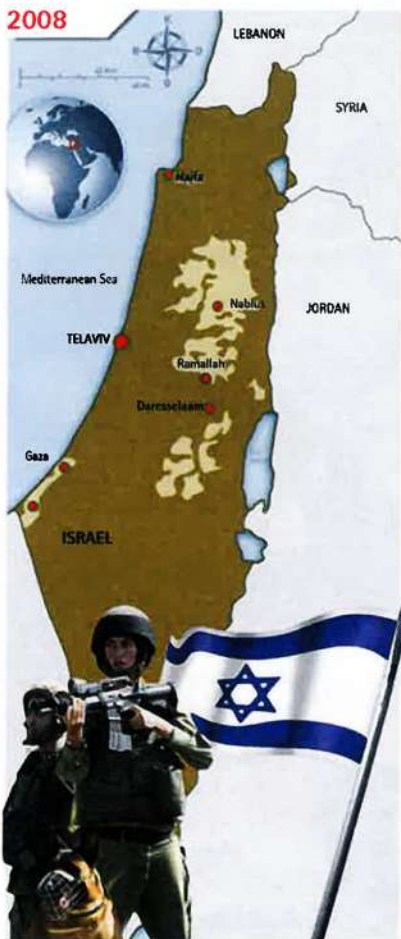 2008
LEBANON
SYRIA
Haifa
Mediterranean Sea
Nablus
JORDAN
TELAVIV
Ramallah
Daresselaam
Gaza
ISRAEL